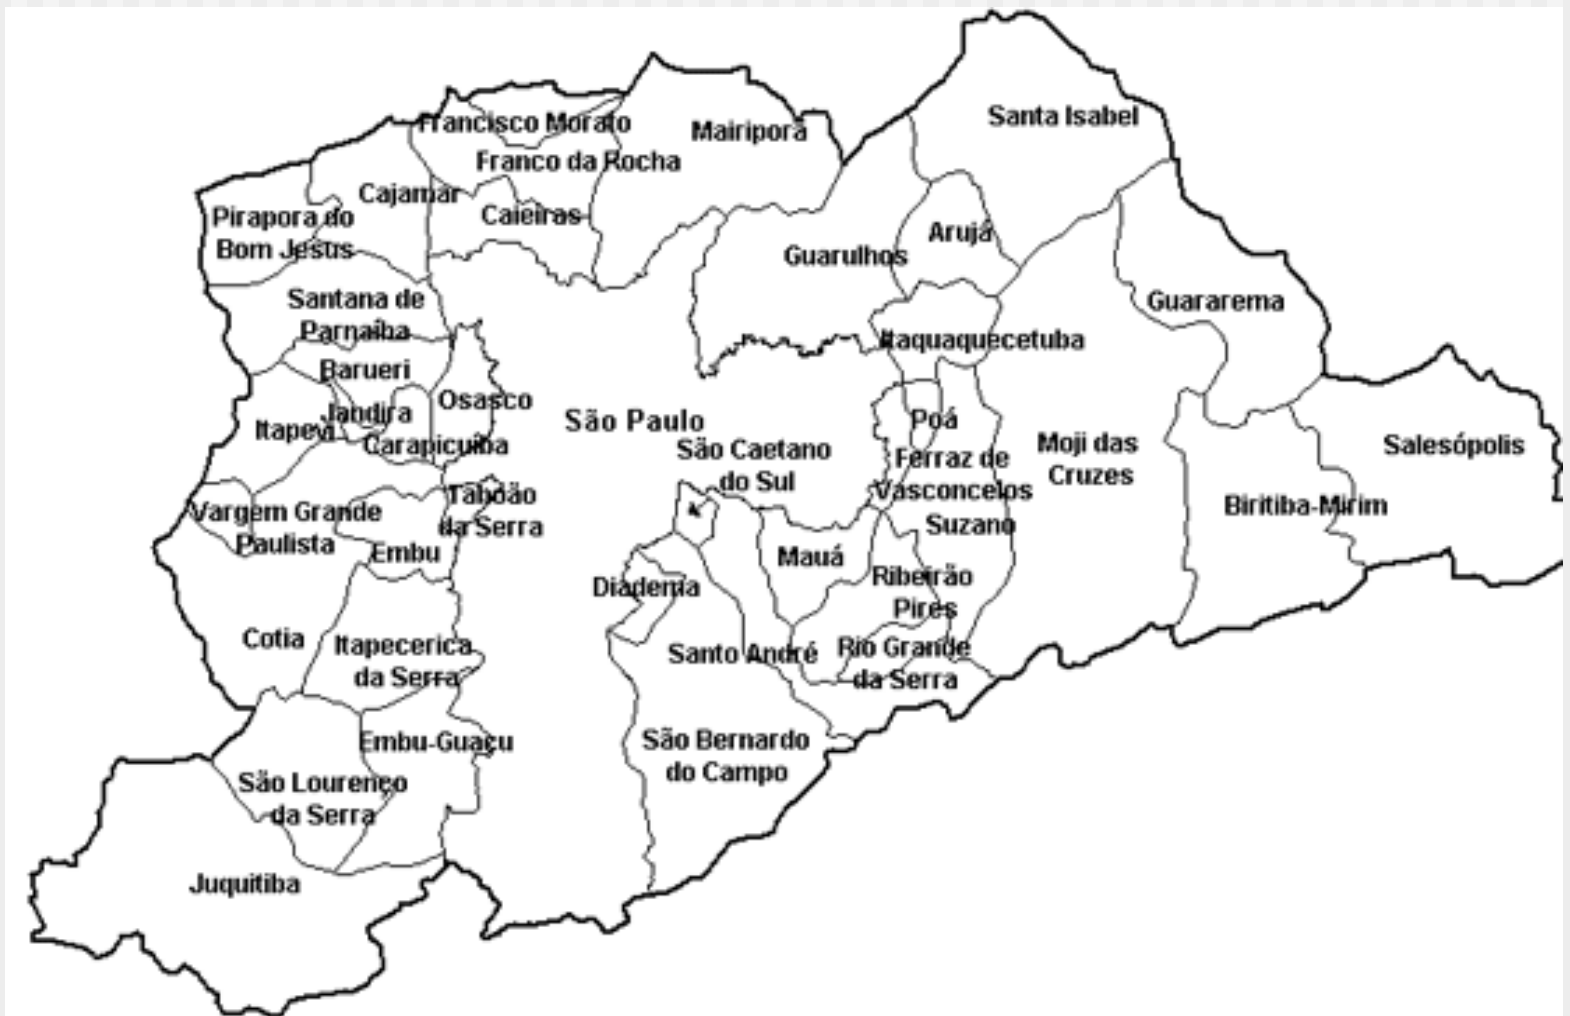 Santa Isabel
Francisco Morato
Mairiporã
Franco da Rocha
Cajamar
Caieiras
Pirapora do
Bom Jesus
Arujá
Guarulhos
Santana de
Parnaíba
Guararema
Itaquaquecetuba
Barueri
Osasco
Jandira
Itapevi
Carapicuíba
São Paulo
Poá
São Caetano
do Sul
Moji das
Cruzes
Salesópolis
Ferraz de
Vasconcelos
Taboão
da Serra
Vargem Grande
Paulista
Biritiba-Mirim
Suzano
Embu
Mauá
Diadema
Ribeirão
Pires
Cotia
Itapecerica
da Serra
Santo André
Rio Grande
da Serra
Embu-Guaçu
São Bernardo
do Campo
São Lourenço
da Serra
Juquitiba